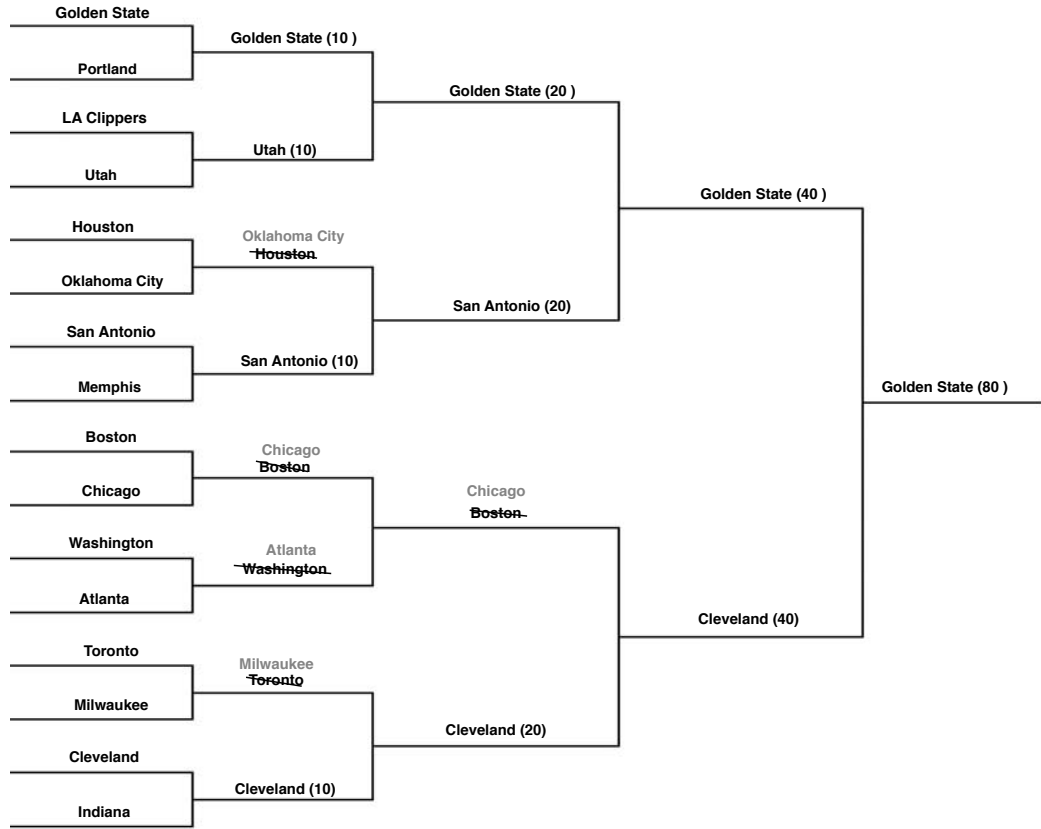 Golden State
Portland
LA Clippers
Utah
Houston
Oklahoma City
San Antonio
Memphis
Boston
Chicago
Washington
Atlanta
Toronto
Milwaukee
Cleveland
Indiana
Golden State (10 )
Utah (10)
Oklahoma City
Houston
San Antonio (10)
Chicago
Boston
Atlanta
Washington
Milwaukee
Toronto
Cleveland (10)
Golden State (20 )
San Antonio (20)
Chicago
Boston
Cleveland (20)
Golden State (40 )
Cleveland (40)
Golden State (80 )